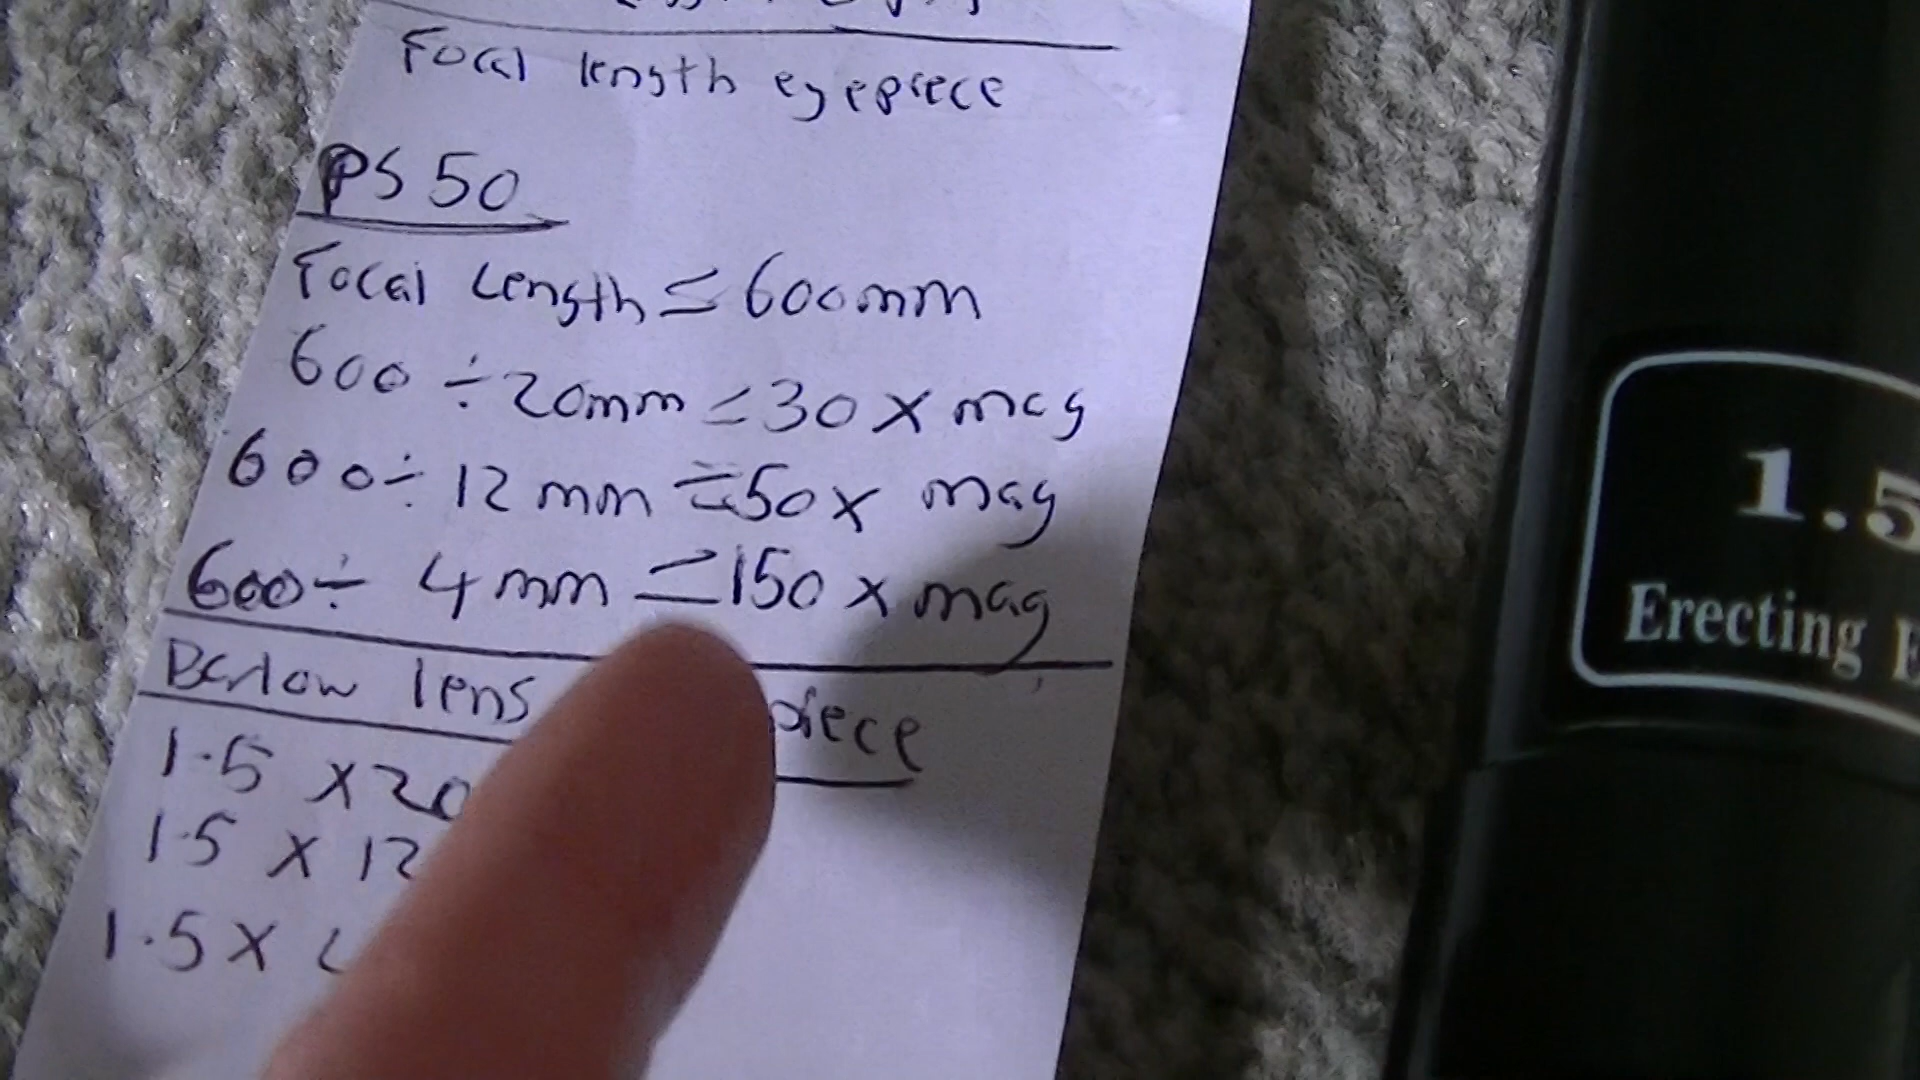 Focal length eyepiece
PS 50
Focal Length = 600mm
600 ÷ 20mm = 30 x mag
600 ÷ 12 mm = 50 x mag
600 ÷ 4 mm = 150 x mag
Barlow lens piece
1.5 x 20
1.5 x 12
1.5 x
1.5
Erecting